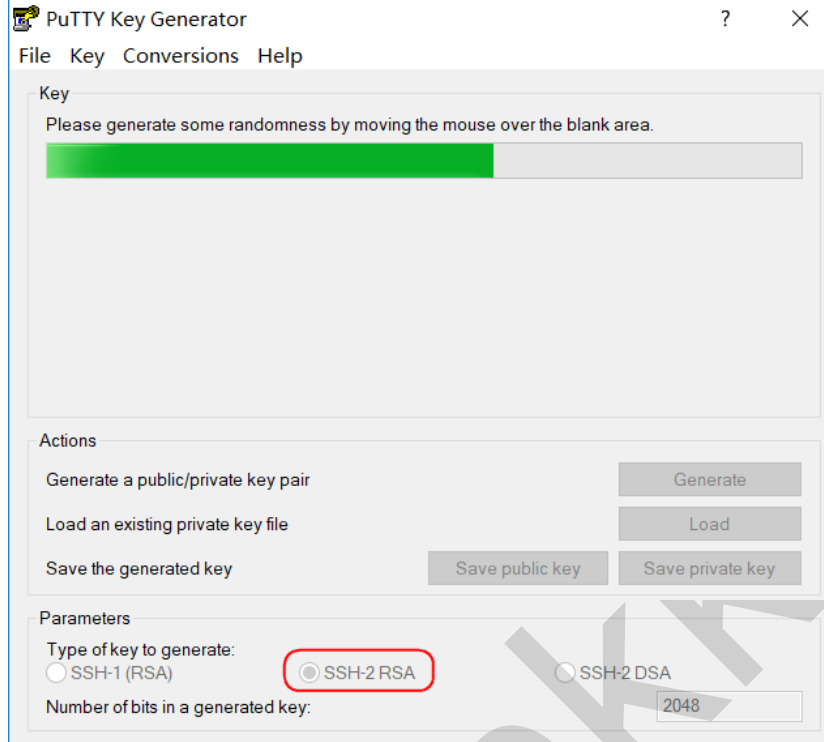 PuTTY Key Generator ?
File Key Conversions Help
Key
Please generate some randomness by moving the mouse over the blank area.
Actions
Generate a public/private key pair Generate
Load an existing private key file Load
Save the generated key Save public key Save private key
Parameters
Type of key to generate:
SSH-1 (RSA) SSH-2 RSA SSH-2 DSA
Number of bits in a generated key: 2048